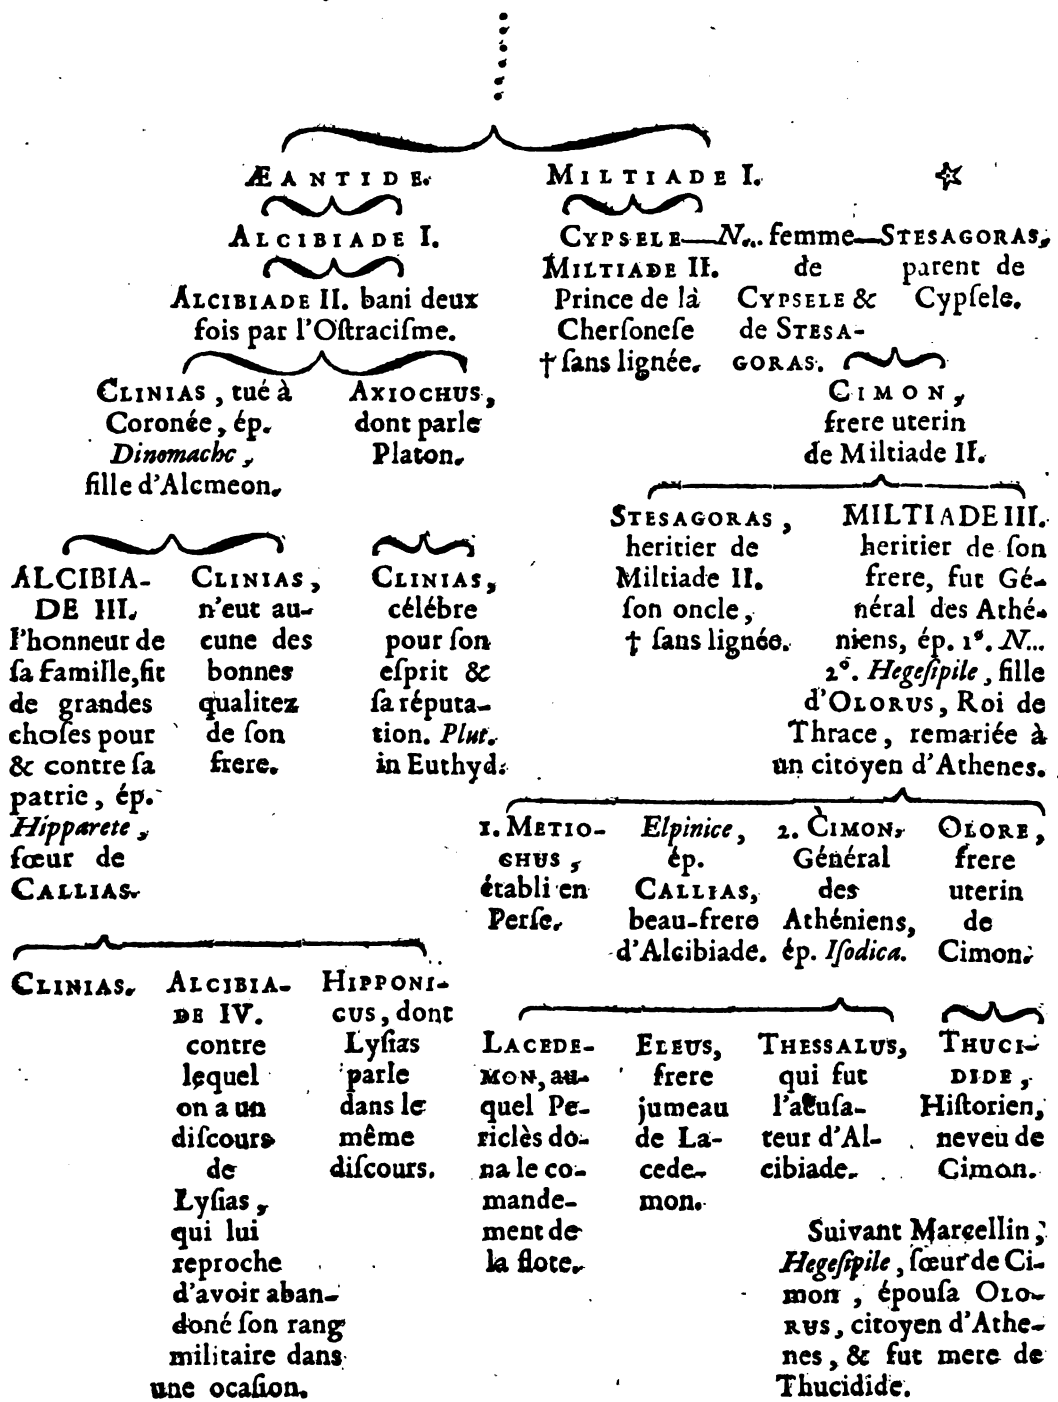 ÆANTIDE.
MILTIADE I.
ALCIBIADE I.
CYPSELE—N... femme—STESAGORAS,
MILTIADE II. de parent de
ALCIBIADE II. bani deux
Prince de là CYPSELE & Cypſele.
fois par l'Oſtraciſme.
Cherſoneſe de STESA-
† ſans lignée. GORAS.
CLINIAS, tué à
Coronée, ép.
Dinomache,
fille d'Alcmeon.
AXIOCHUS,
dont parle
Platon.
CIMON,
frere uterin
de Miltiade II.
STESAGORAS,
heritier de
Miltiade II.
ſon oncle,
† ſans lignée.
MILTIADE III.
heritier de ſon
frere, fut Gé-
néral des Athé-
niens, ép. 1°. N...
2°. Hegeſipile, fille
d'OLORUS, Roi de
Thrace, remariée à
un citoyen d'Athenes.
ALCIBIA-
DE III.
l'honneur de
ſa famille, fit
de grandes
choſes pour
& contre ſa
patrie, ép.
Hipparete,
ſœur de
CALLIAS.
CLINIAS,
n'eut au-
cune des
bonnes
qualitez
de ſon
frere.
CLINIAS,
célébre
pour ſon
eſprit &
ſa réputa-
tion. Plut.
in Euthyd.
1. METIO-
CHUS,
établi en
Perſe.
Elpinice,
ép.
CALLIAS,
beau-frere
d'Alcibiade.
2. CIMON,
Général
des
Athéniens,
ép. Iſodica.
OLORE,
frere
uterin
de
Cimon.
CLINIAS.
ALCIBIA-
DE IV.
contre
lequel
on a un
diſcours
de
Lyſias,
qui lui
reproche
d'avoir aban-
doné ſon rang
militaire dans
une ocaſion.
HIPPONI-
CUS, dont
Lyſias
parle
dans le
même
diſcours.
LACEDE-
MON, au-
quel Pe-
riclès do-
na le co-
mande-
ment de
la flote.
ELEUS,
frere
jumeau
de La-
cede-
mon.
THESSALUS,
qui fut
l'acuſa-
teur d'Al-
cibiade.
THUCI-
DIDE,
Hiſtorien,
neveu de
Cimon.
Suivant Marcellin,
Hegeſipile, ſœur de Ci-
mon, épouſa OLO-
RUS, citoyen d'Athe-
nes, & fut mere de
Thucidide.